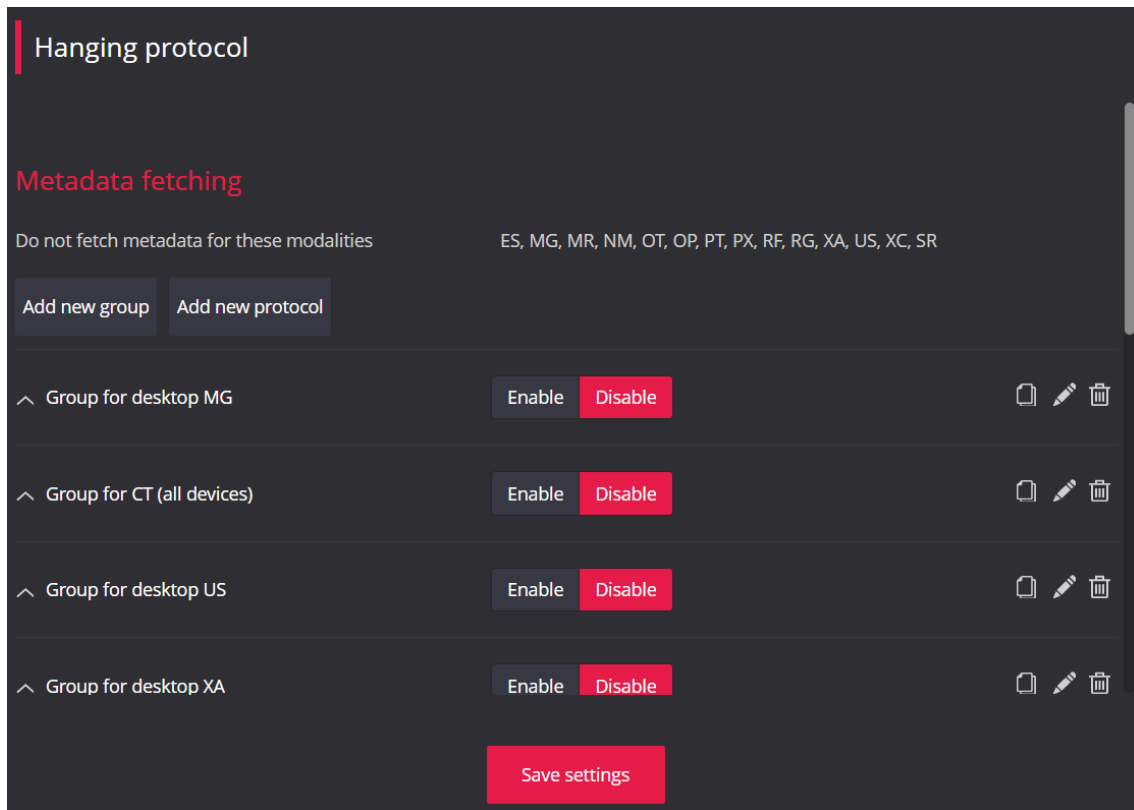 Hanging protocol
Metadata fetching
Do not fetch metadata for these modalities ES, MG, MR, NM, OT, OP, PT, PX, RF, RG, XA, US, XC, SR
Add new group Add new protocol
Group for desktop MG Enable Disable
Group for CT (all devices) Enable Disable
Group for desktop US Enable Disable
Group for desktop XA Enable Disable
Save settings